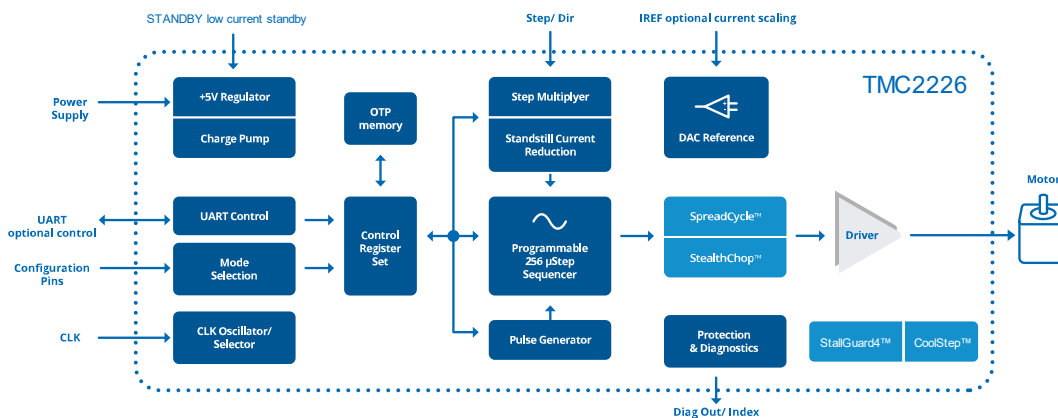 STANDBY low current standby
Step/ Dir
IREF optional current scaling
TMC2226
Power
Supply
+5V Regulator
Charge Pump
OTP
memory
Step Multiplyer
Standstill Current
Reduction
DAC Reference
Motor
UART
optional control
UART Control
Configuration
Pins
Mode
Selection
Control
Register
Set
Programmable
256 µStep
Sequencer
SpreadCycle™
StealthChop™
Driver
CLK
CLK Oscillator/
Selector
Pulse Generator
Protection
& Diagnostics
StallGuard4™
CoolStep™
Diag Out/ Index